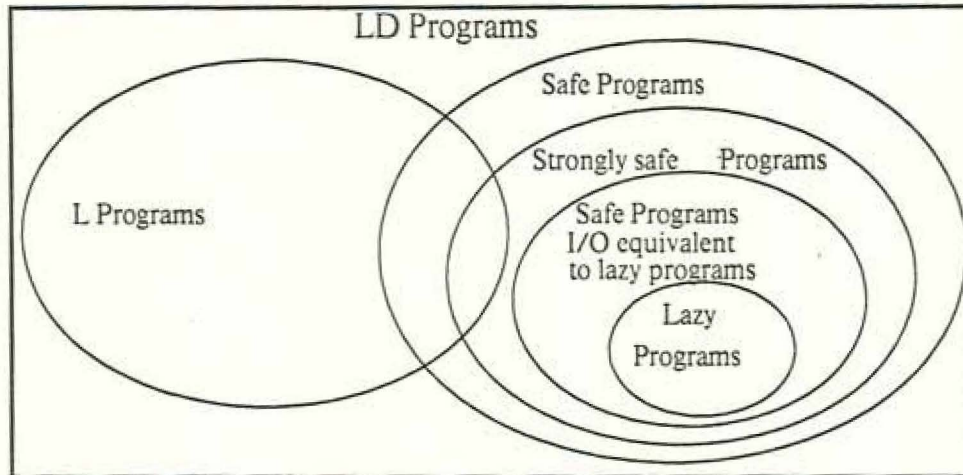 LD Programs
Safe Programs
Strongly safe Programs
L Programs
Safe Programs
I/O equivalent
to lazy programs
Lazy
Programs